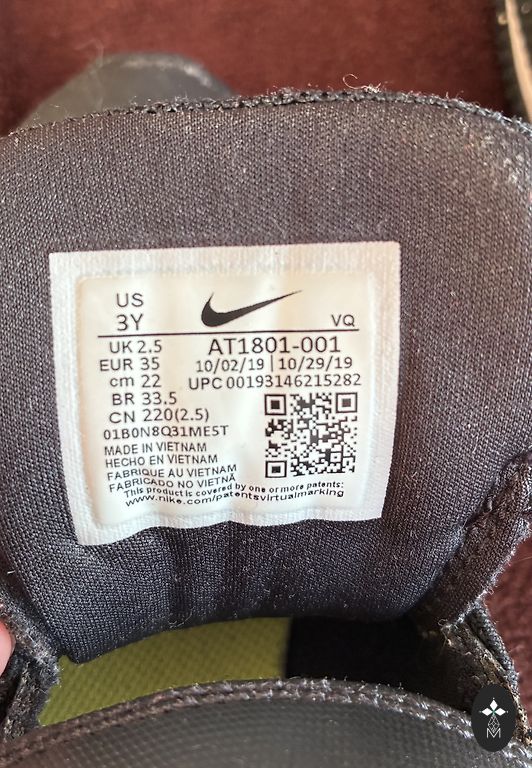 US
3Y
VQ
UK 2.5
AT1801-001
EUR 35
10/02/19 | 10/29/19
cm 22
UPC 00193146215282
BR 33.5
CN 220(2.5)
01B0N8Q31ME5T
MADE IN VIETNAM
HECHO EN VIETNAM
FABRIQUE AU VIETNAM
FABRICADO NO VIETNÃ
This product is covered by one or more patents:
www.nike.com/patentsvirtualmarking
M